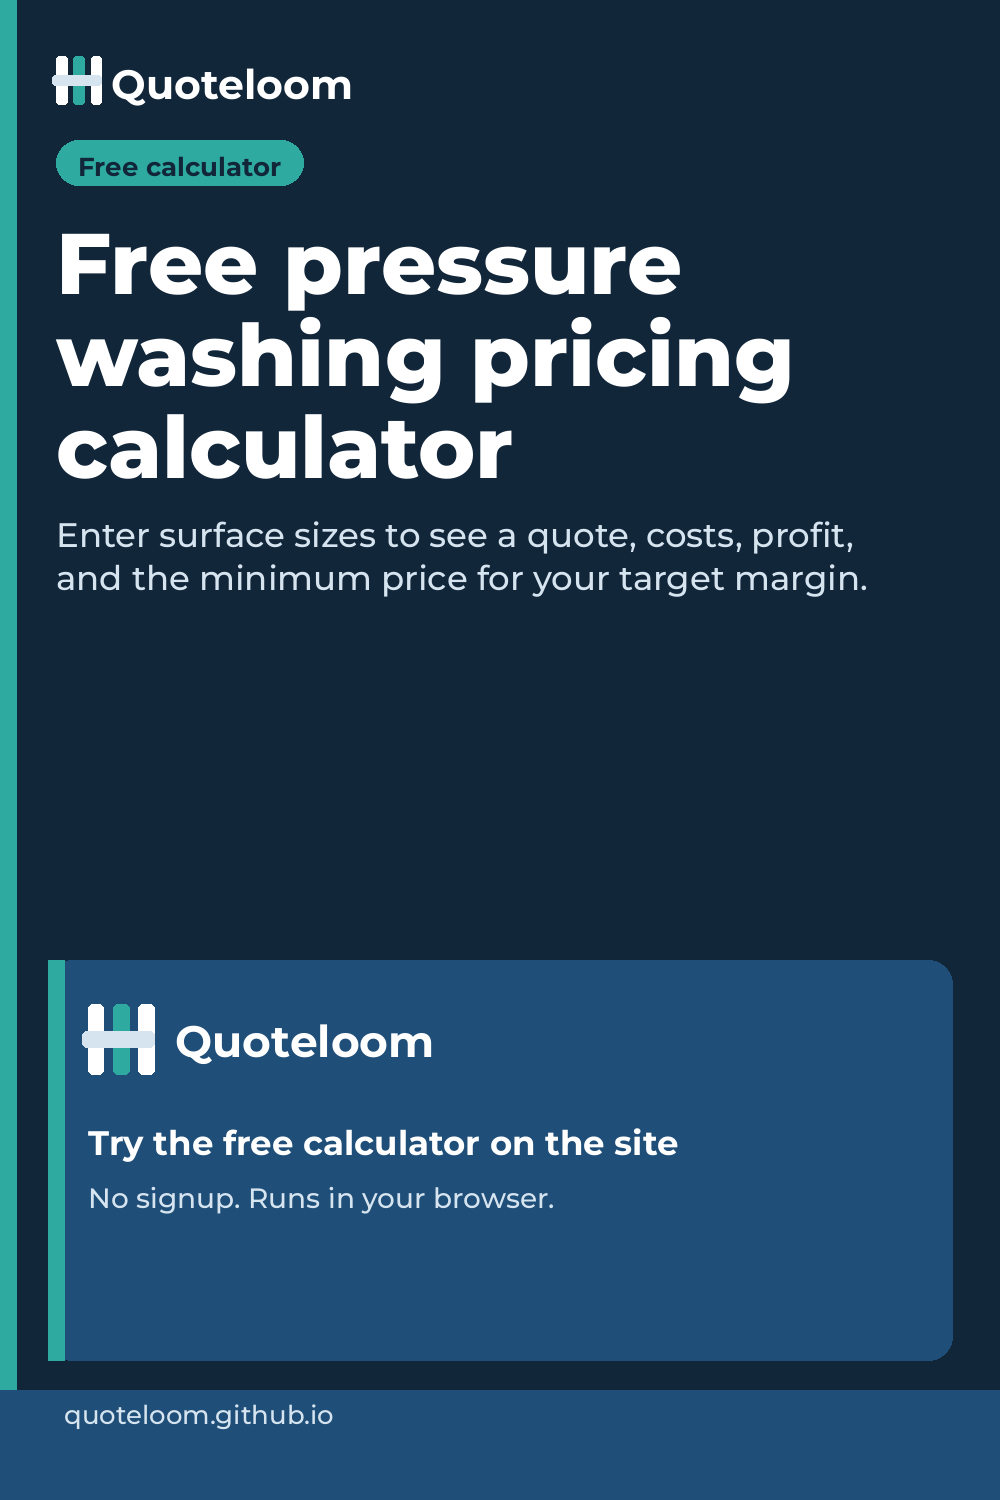 Quoteloom
Free calculator
Free pressure
washing pricing
calculator
Enter surface sizes to see a quote, costs, profit,
and the minimum price for your target margin.
Quoteloom
Try the free calculator on the site
No signup. Runs in your browser.
quoteloom.github.io